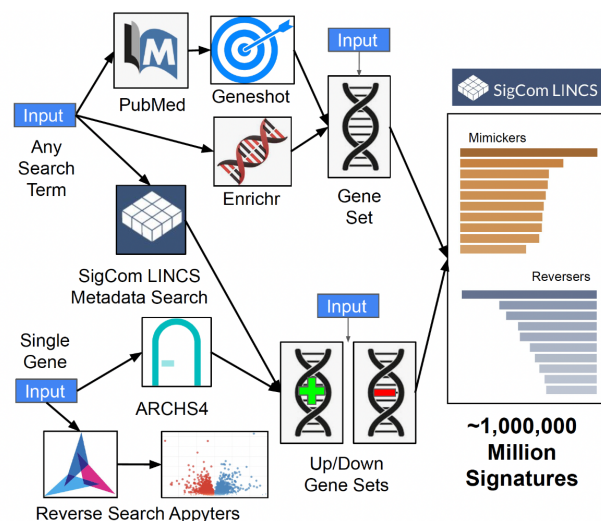 Input
M
PubMed
Geneshot
Input
Any
Search
Term
Enrichr
Gene
Set
SigCom LINCS
Metadata Search
SigCom LINCS
Mimickers
Reversers
Single
Gene
Input
ARCHS4
Input
Up/Down
Gene Sets
Reverse Search Appyters
~1,000,000
Million
Signatures